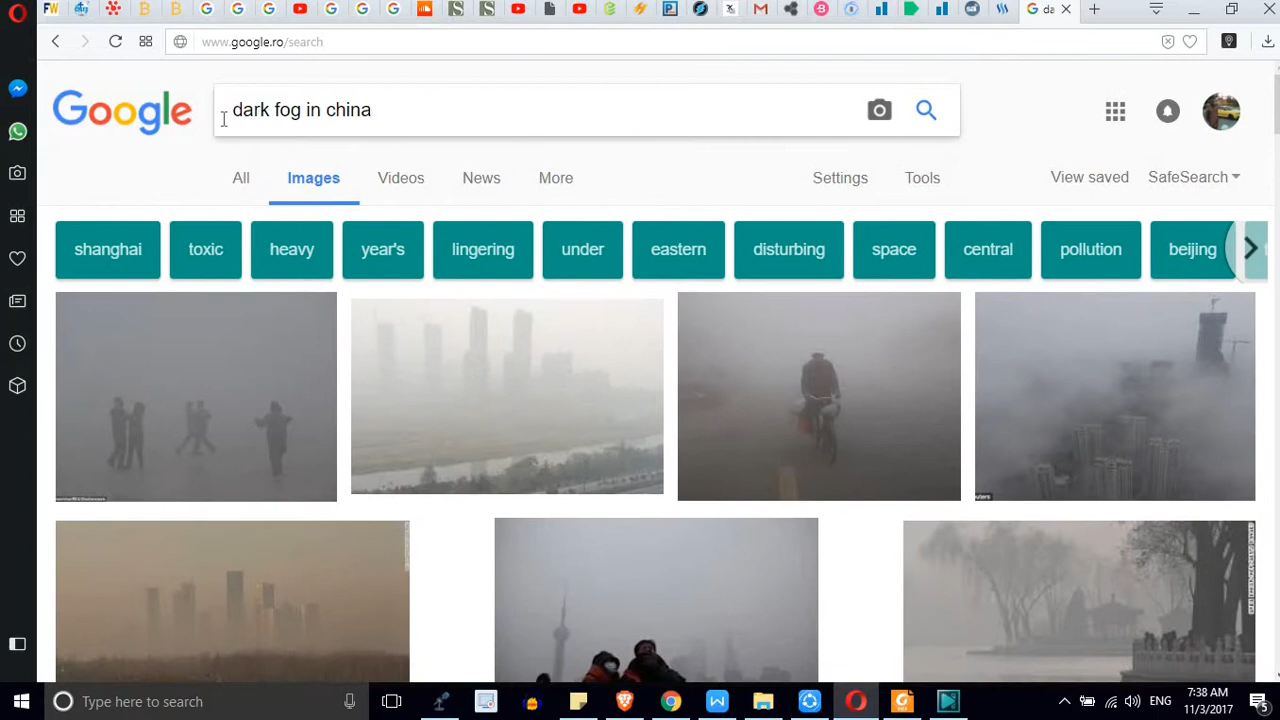 da
www.google.ro/search
Google
dark fog in china
All
Images
Videos
News
More
Settings
Tools
View saved
SafeSearch
shanghai
toxic
heavy
year's
lingering
under
eastern
disturbing
space
central
pollution
beijing
Type here to search
ENG
7:38 AM
11/3/2017